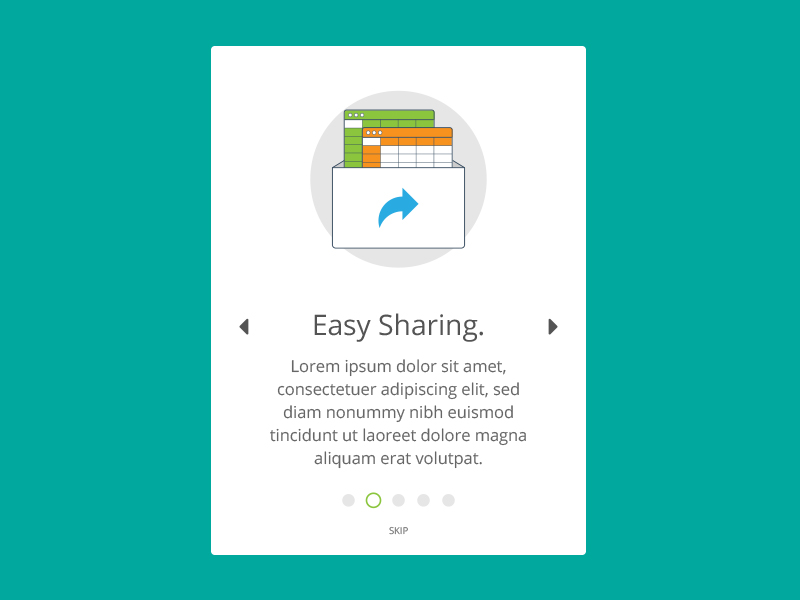 Easy Sharing.
Lorem ipsum dolor sit amet,
consectetuer adipiscing elit, sed
diam nonummy nibh euismod
tincidunt ut laoreet dolore magna
aliquam erat volutpat.
SKIP